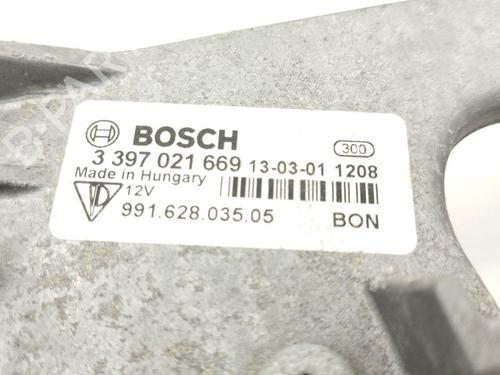 BOSCH
300
3 397 021 669 13-03-01 1208
Made in Hungary
12V
991.628.035.05
BON
B-PARTS